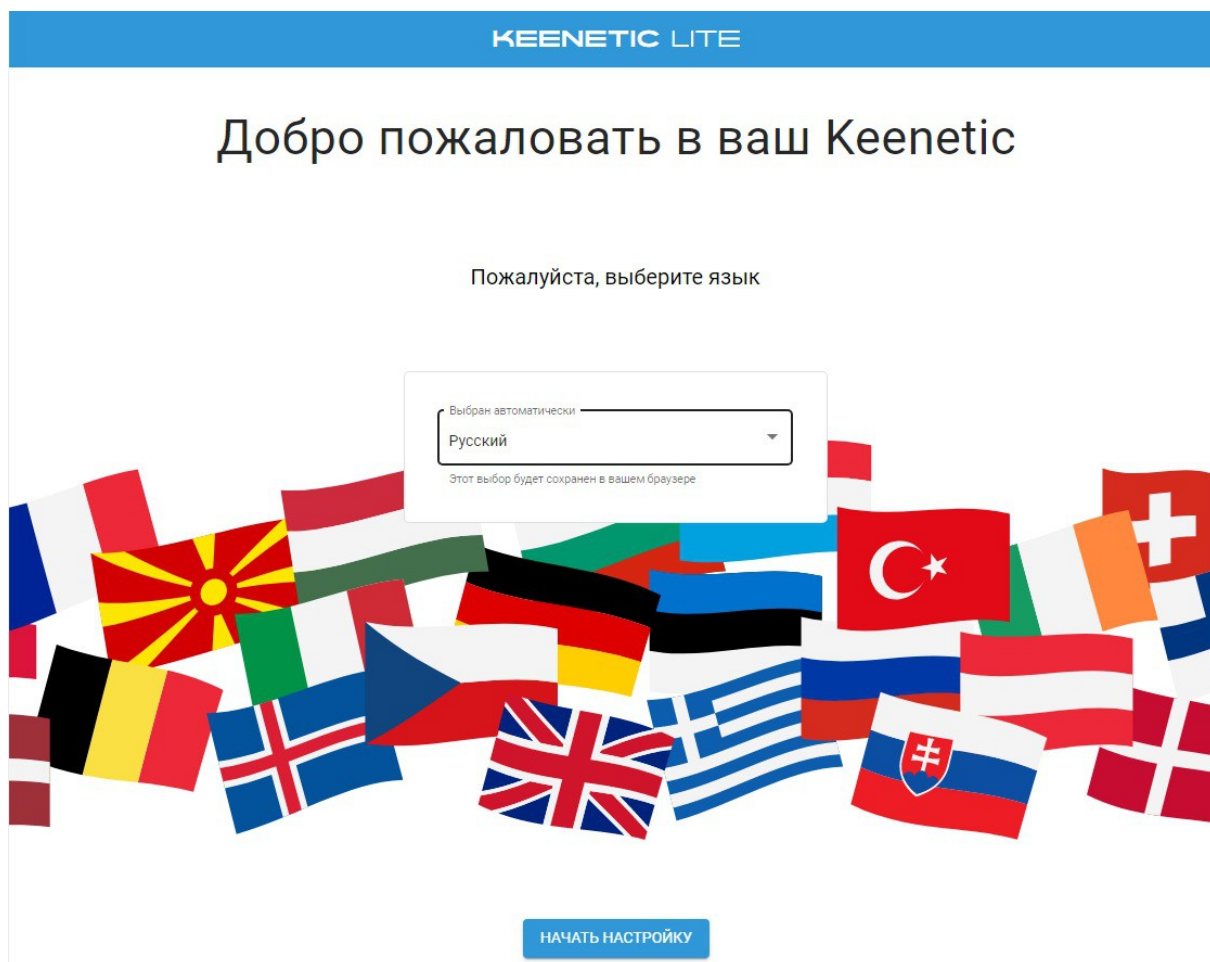 KEENETIC LITE
Добро пожаловать в ваш Keenetic
Пожалуйста, выберите язык
Выбран автоматически
Русский
Этот выбор будет сохранен в вашем браузере
НАЧАТЬ НАСТРОЙКУ